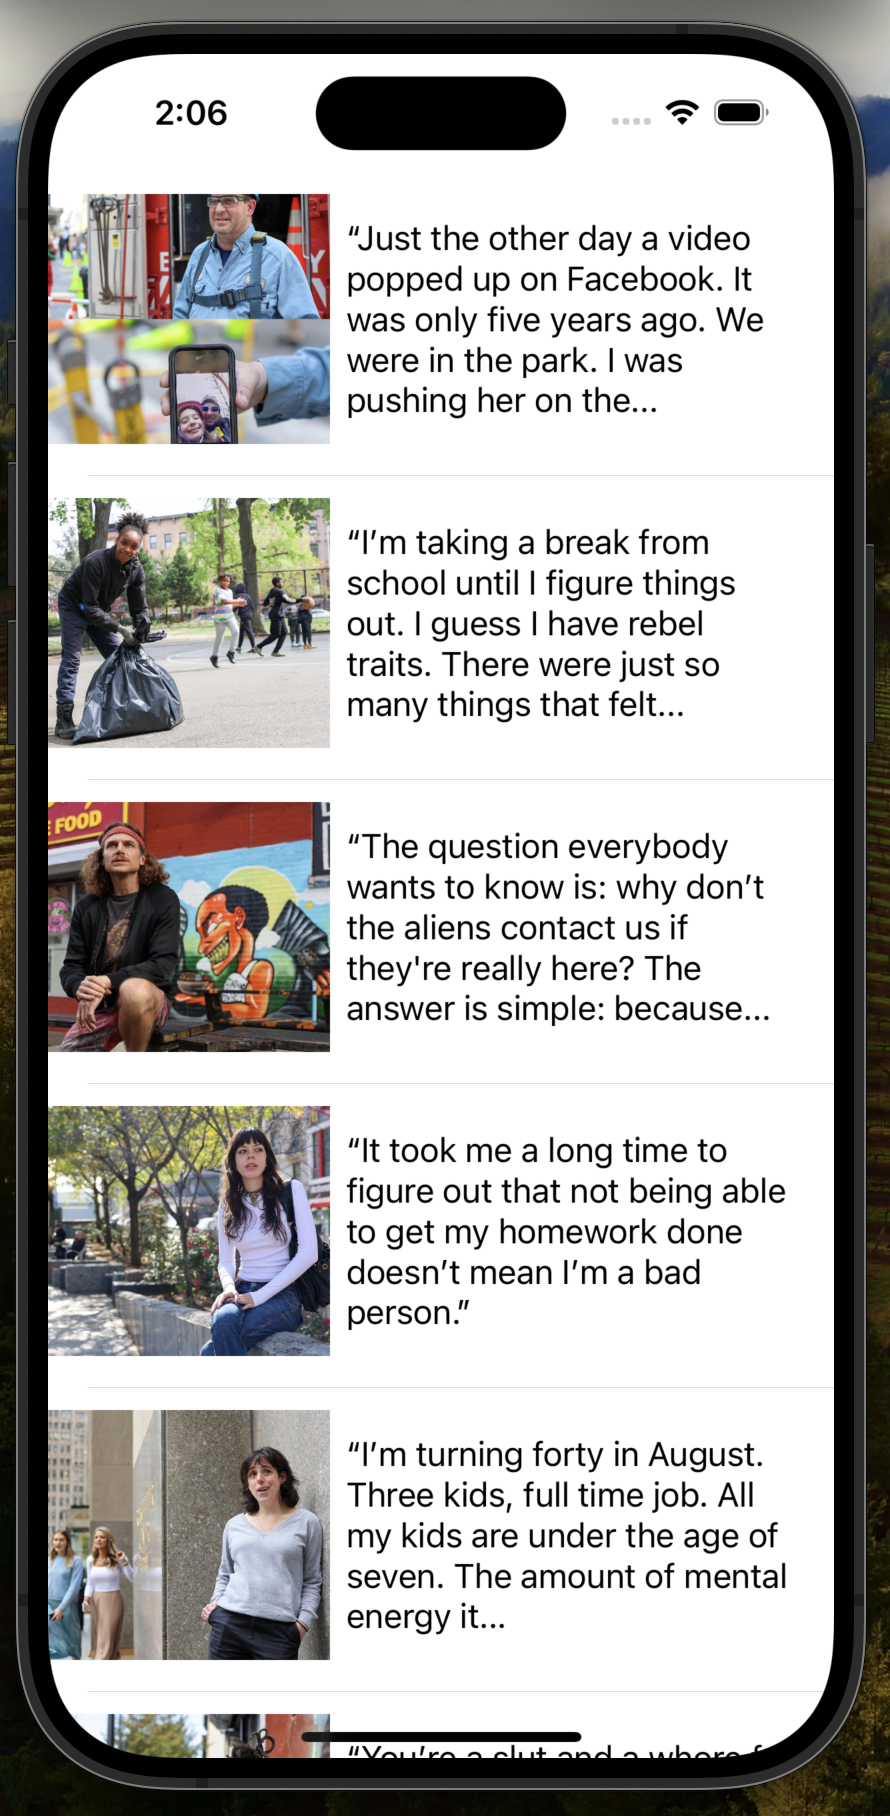 2:06
“Just the other day a video
popped up on Facebook. It
was only five years ago. We
were in the park. I was
pushing her on the...
“I’m taking a break from
school until I figure things
out. I guess I have rebel
traits. There were just so
many things that felt...
FOOD
“The question everybody
wants to know is: why don’t
the aliens contact us if
they're really here? The
answer is simple: because...
“It took me a long time to
figure out that not being able
to get my homework done
doesn’t mean I’m a bad
person.”
“I’m turning forty in August.
Three kids, full time job. All
my kids are under the age of
seven. The amount of mental
energy it...
“You’re a slut and a whore